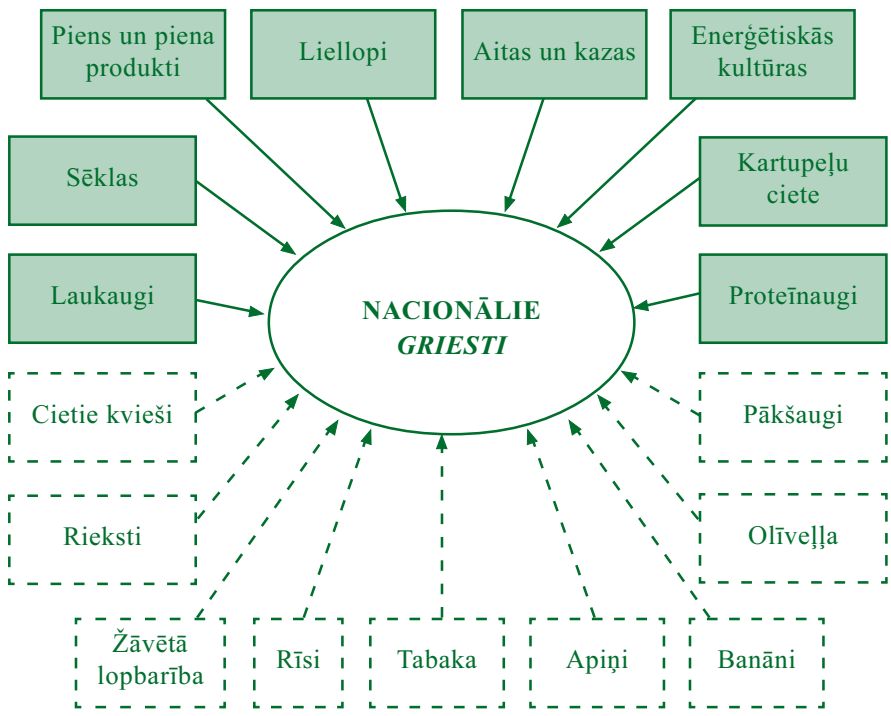 Piens un piena
produkti
Liellopi
Aitas un kazas
Enerģētiskās
kultūras
Sēklas
Kartupeļu
ciete
Laukaugi
NACIONĀLIE
GRIESTI
Proteīnaugi
Cietie kvieši
Pākšaugi
Rieksti
Olīveļļa
Žāvētā
lopbarība
Rīsi
Tabaka
Apiņi
Banāni